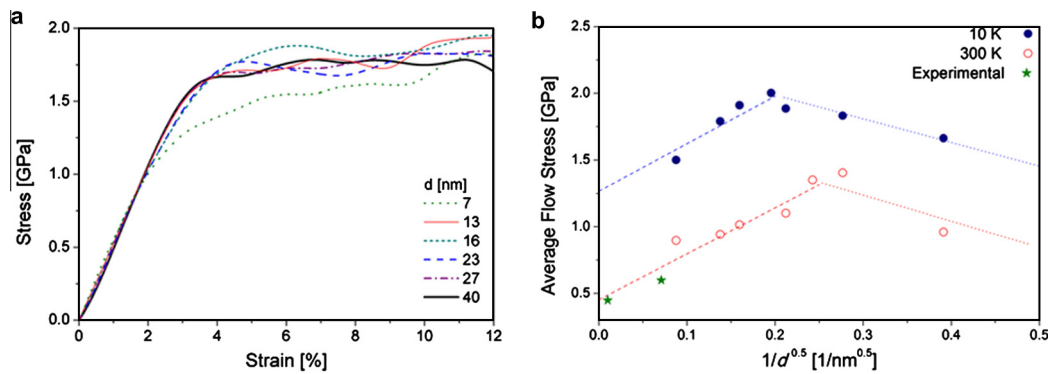 a
Stress [GPa]
2.0
1.5
1.0
0.5
0.0
0
2
4
6
8
10
12
Strain [%]
d [nm]
7
13
16
23
27
40
b
Average Flow Stress [GPa]
2.5
2.0
1.5
1.0
0.5
0.0
0.1
0.2
0.3
0.4
0.5
1/d^0.5 [1/nm^0.5]
10 K
300 K
Experimental